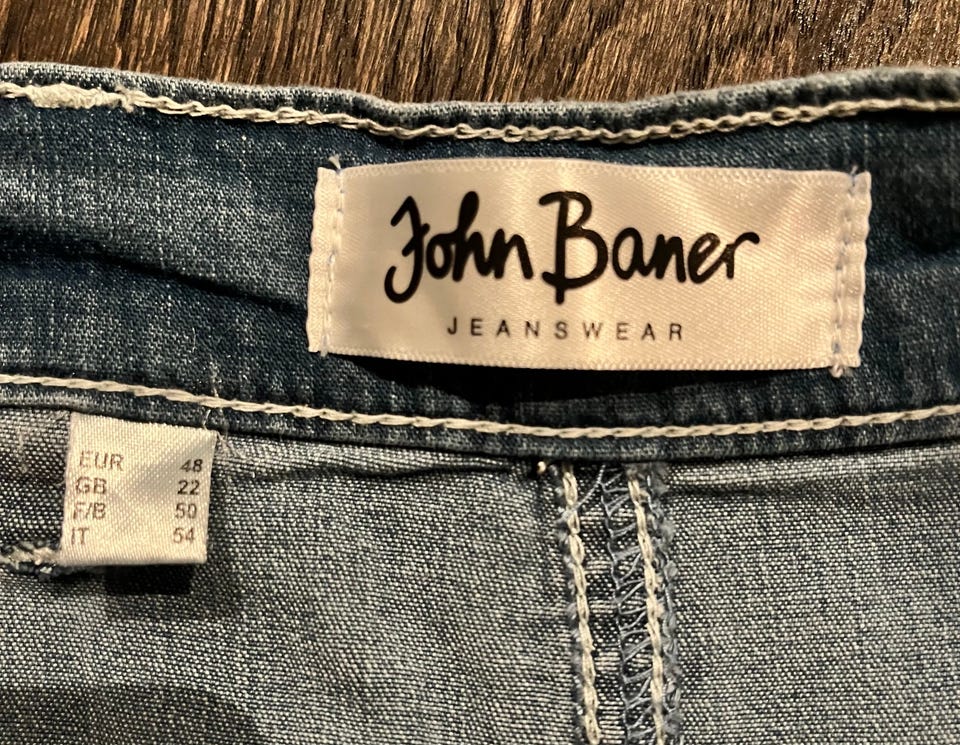 John Baner
JEANSWEAR
EUR 48
GB 22
F/B 50
IT 54